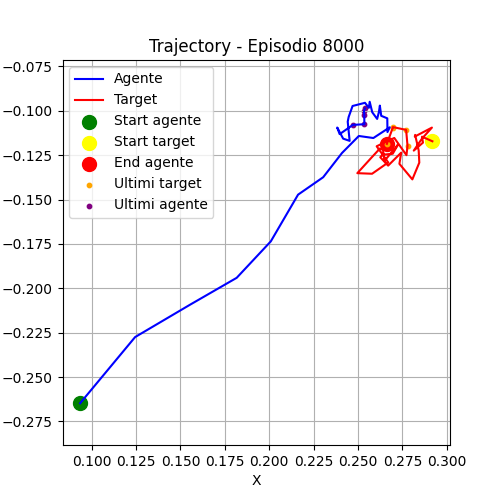 Trajectory - Episodio 8000
Agente
Target
Start agente
Start target
End agente
Ultimi target
Ultimi agente
−0.075
−0.100
−0.125
−0.150
−0.175
−0.200
−0.225
−0.250
−0.275
0.100 0.125 0.150 0.175 0.200 0.225 0.250 0.275 0.300
X